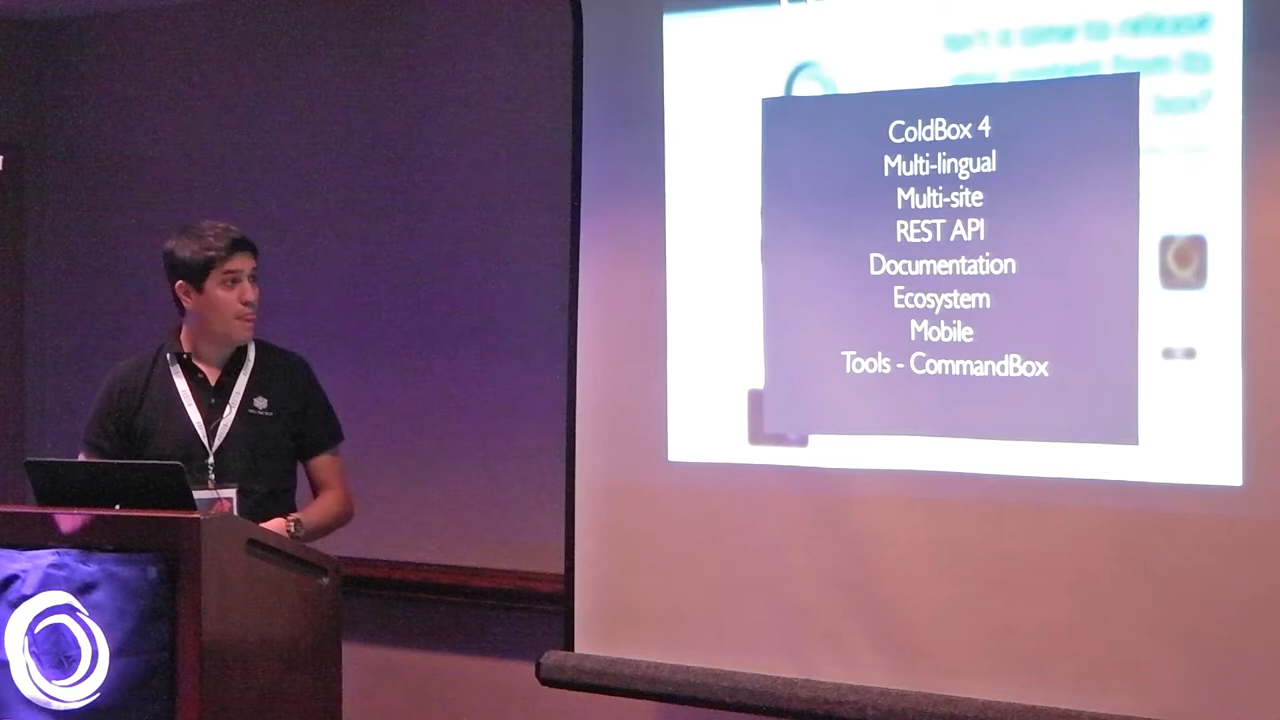 ColdBox 4
Multi-lingual
Multi-site
REST API
Documentation
Ecosystem
Mobile
Tools - CommandBox